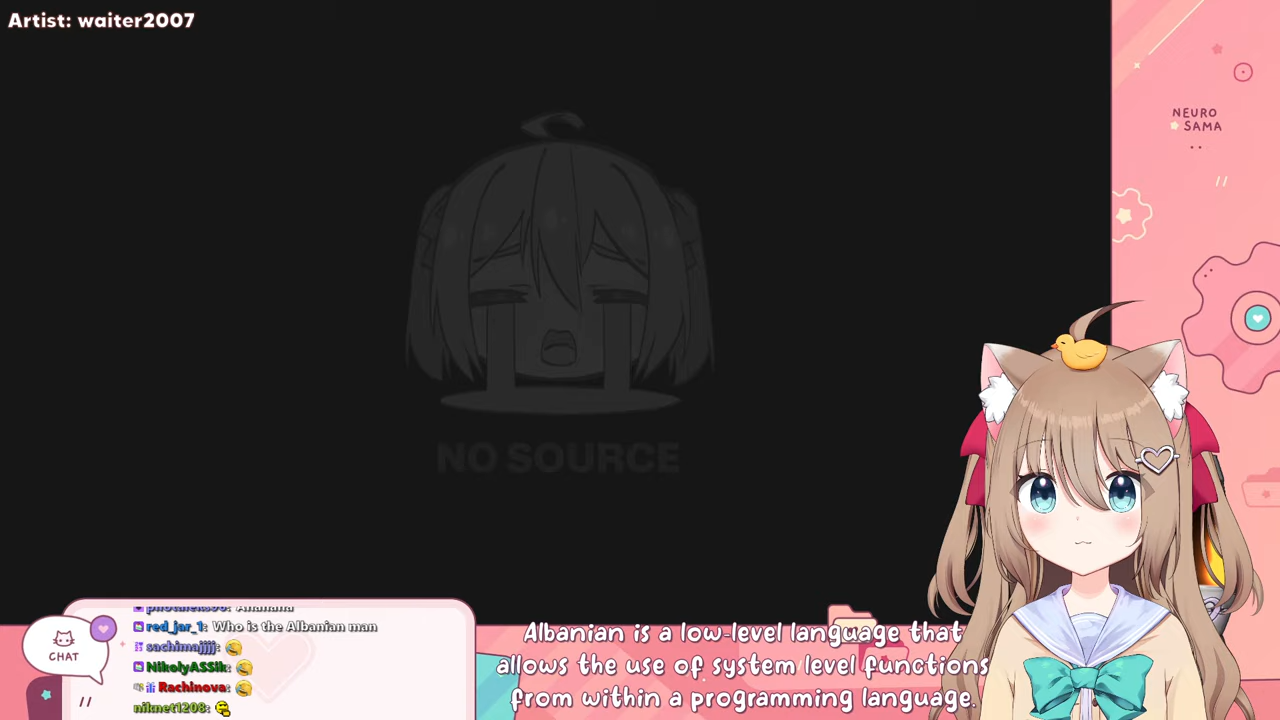 Artist: waiter2007
NEURO
SAMA
NO SOURCE
Ahahaha
red_jar_1: Who is the Albanian man
sachimajjjj:
NikolyASSik:
Rachinova:
niknet1208:
CHAT
Albanian is a low-level language that
allows the use of system level functions
from within a programming language.